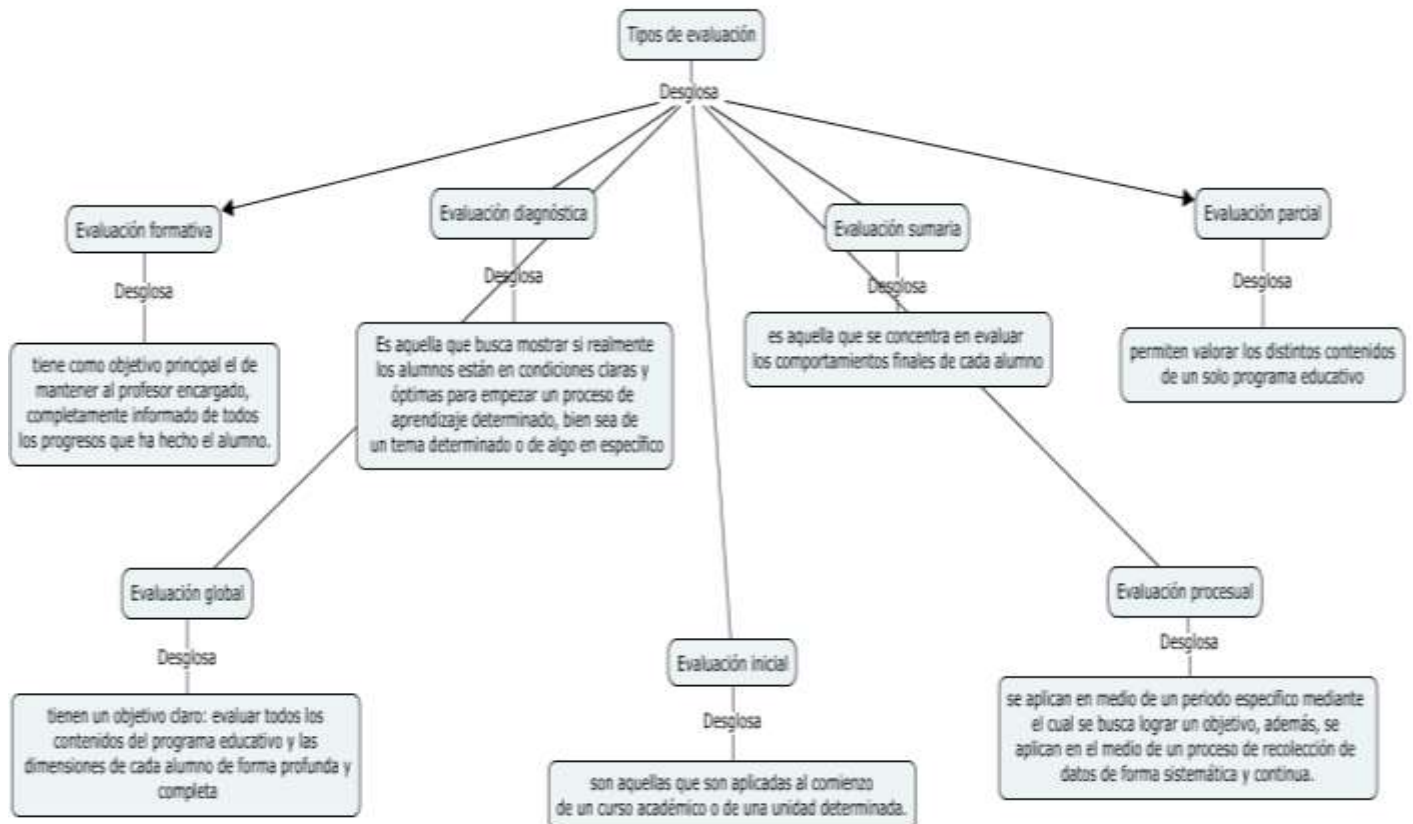 Tipos de evaluación
Desglosa
Evaluación formativa
Desglosa
tiene como objetivo principal el de
mantener al profesor encargado,
completamente informado de todos
los progresos que ha hecho el alumno.
Evaluación diagnóstica
Desglosa
Es aquella que busca mostrar si realmente
los alumnos están en condiciones claras y
óptimas para empezar un proceso de
aprendizaje determinado, bien sea de
un tema determinado o de algo en específico
Evaluación sumaria
Desglosa
es aquella que se concentra en evaluar
los comportamientos finales de cada alumno
Evaluación parcial
Desglosa
permiten valorar los distintos contenidos
de un solo programa educativo
Evaluación global
Desglosa
tienen un objetivo claro: evaluar todos los
contenidos del programa educativo y las
dimensiones de cada alumno de forma profunda y
completa
Evaluación inicial
Desglosa
son aquellas que son aplicadas al comienzo
de un curso académico o de una unidad determinada.
Evaluación procesual
Desglosa
se aplican en medio de un periodo específico mediante
el cual se busca lograr un objetivo, además, se
aplican en el medio de un proceso de recolección de
datos de forma sistemática y continua.